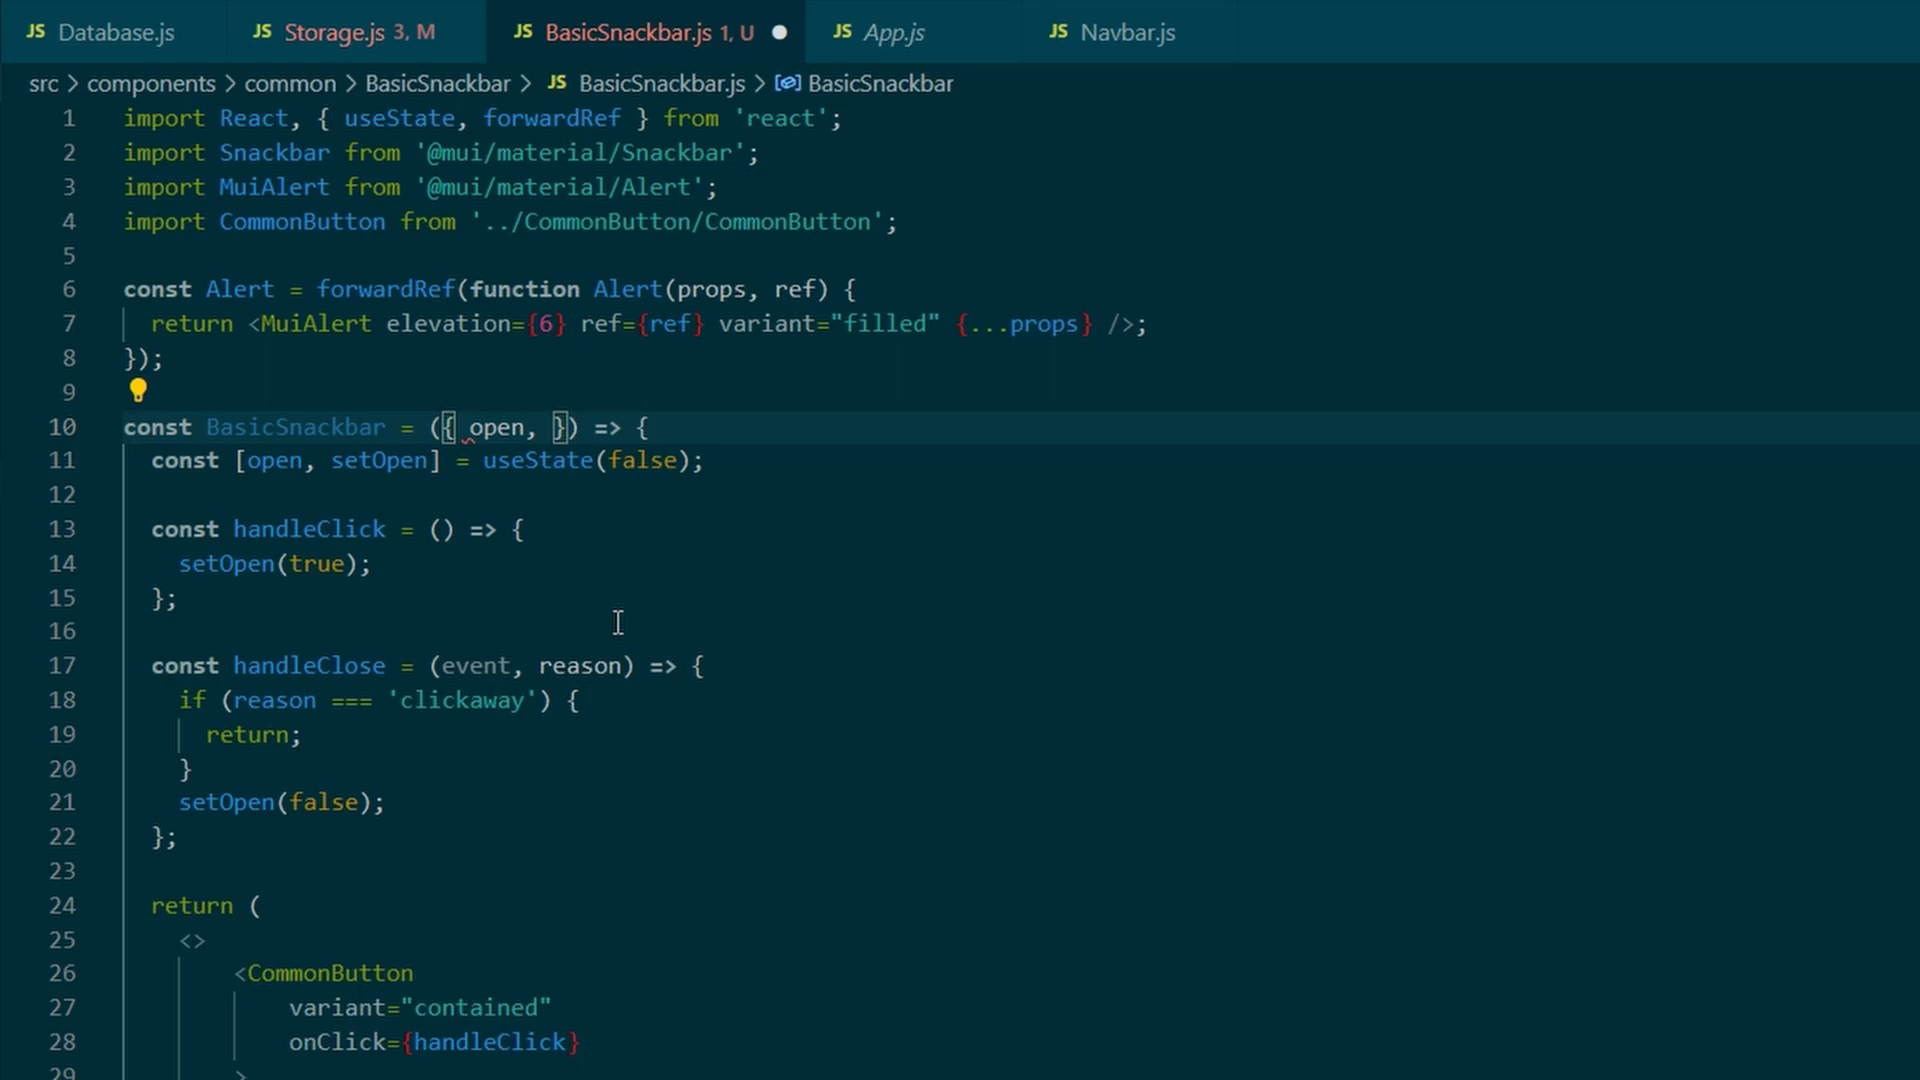 JS Database.js JS Storage.js 3, M JS BasicSnackbar.js 1, U JS App.js JS Navbar.js
src > components > common > BasicSnackbar > JS BasicSnackbar.js > BasicSnackbar
1 import React, { useState, forwardRef } from 'react';
2 import Snackbar from '@mui/material/Snackbar';
3 import MuiAlert from '@mui/material/Alert';
4 import CommonButton from '../CommonButton/CommonButton';
5
6 const Alert = forwardRef(function Alert(props, ref) {
7 return <MuiAlert elevation={6} ref={ref} variant="filled" {...props} />;
8 });
9
10 const BasicSnackbar = ({ open, }) => {
11 const [open, setOpen] = useState(false);
12
13 const handleClick = () => {
14 setOpen(true);
15 };
16
17 const handleClose = (event, reason) => {
18 if (reason === 'clickaway') {
19 return;
20 }
21 setOpen(false);
22 };
23
24 return (
25 <>
26 <CommonButton
27 variant="contained"
28 onClick={handleClick}
29 >